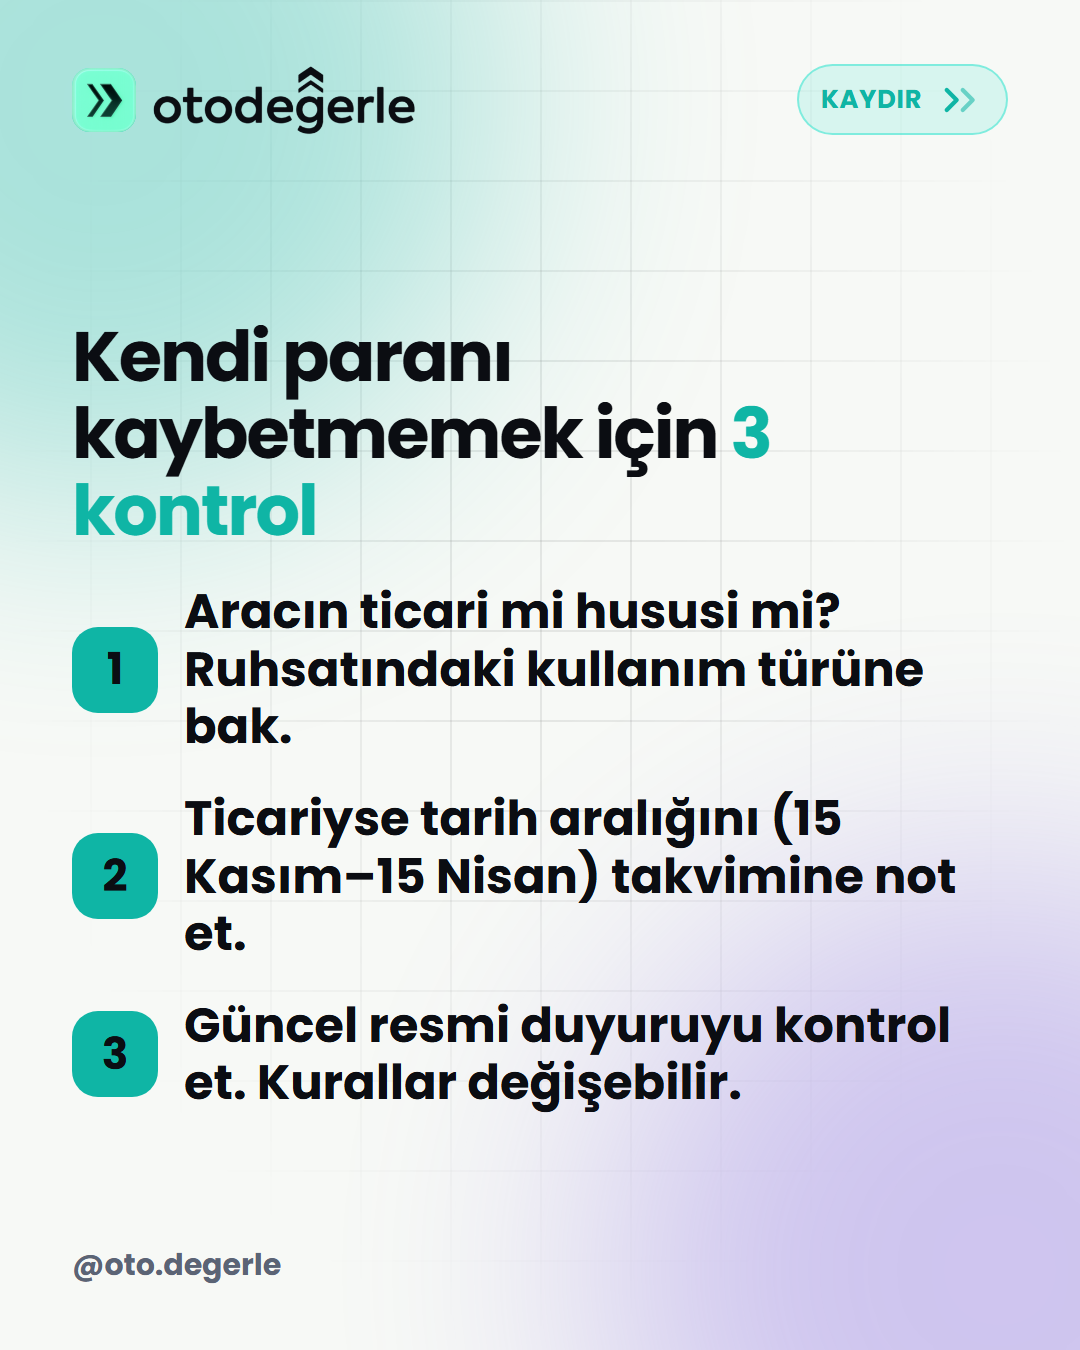 otodeğerle
KAYDIR
Kendi paranı
kaybetmemek için 3
kontrol
1
Aracın ticari mi hususi mi?
Ruhsatındaki kullanım türüne
bak.
2
Ticariyse tarih aralığını (15
Kasım–15 Nisan) takvimine not
et.
3
Güncel resmi duyuruyu kontrol
et. Kurallar değişebilir.
@oto.degerle